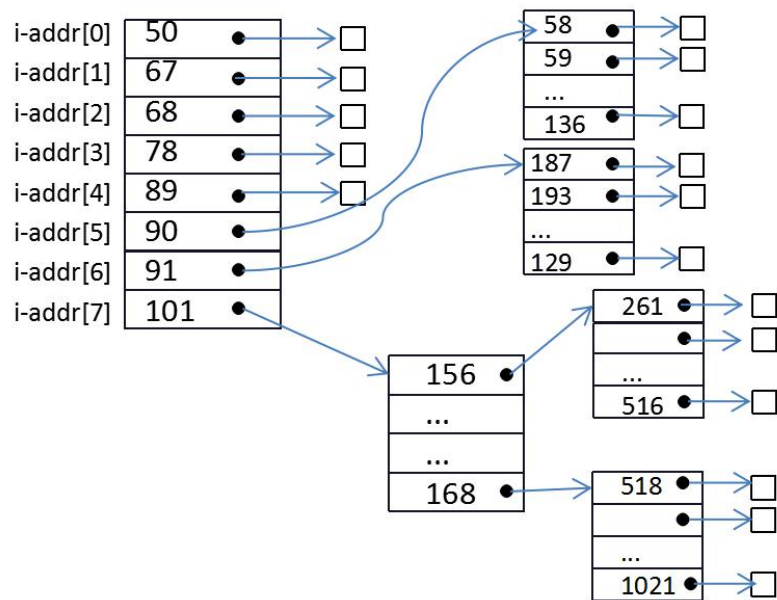 i-addr[0] 50
i-addr[1] 67
i-addr[2] 68
i-addr[3] 78
i-addr[4] 89
i-addr[5] 90
i-addr[6] 91
i-addr[7] 101
58
59
...
136
187
193
...
129
156
...
...
168
261
...
516
518
...
1021